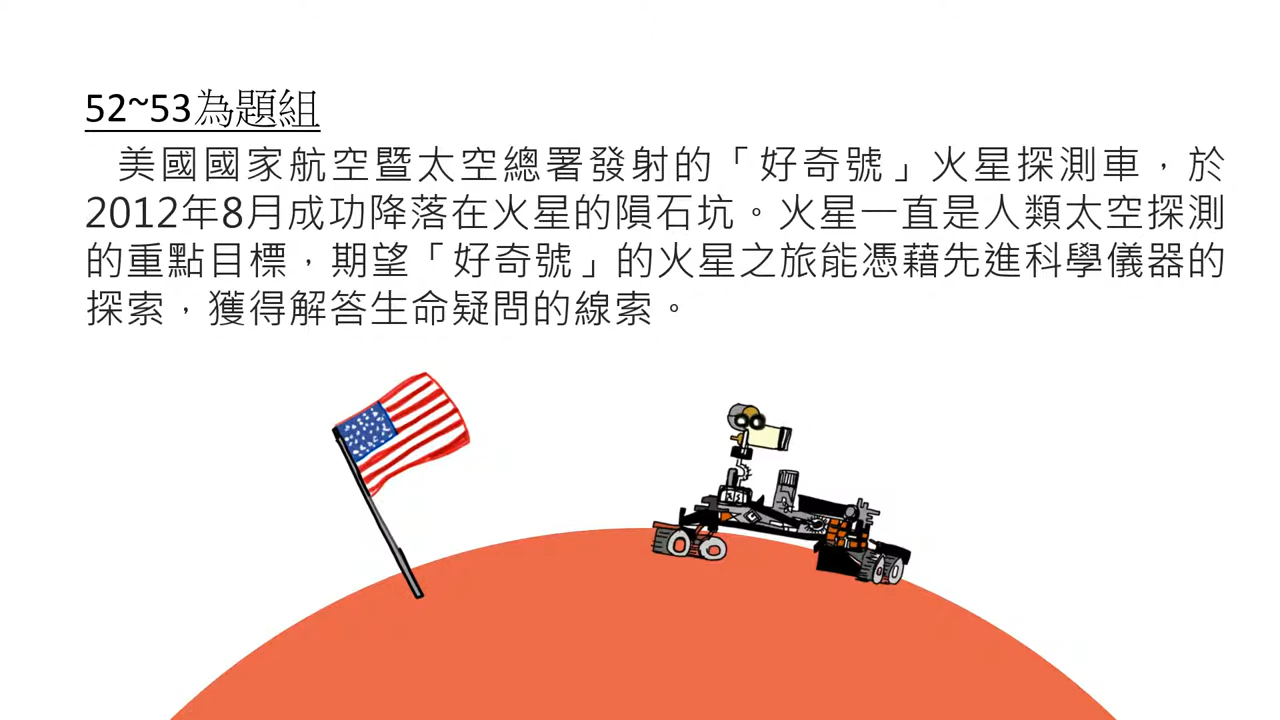 52~53為題組
美國國家航空暨太空總署發射的「好奇號」火星探測車，於
2012年8月成功降落在火星的隕石坑。火星一直是人類太空探測
的重點目標，期望「好奇號」的火星之旅能憑藉先進科學儀器的
探索，獲得解答生命疑問的線索。